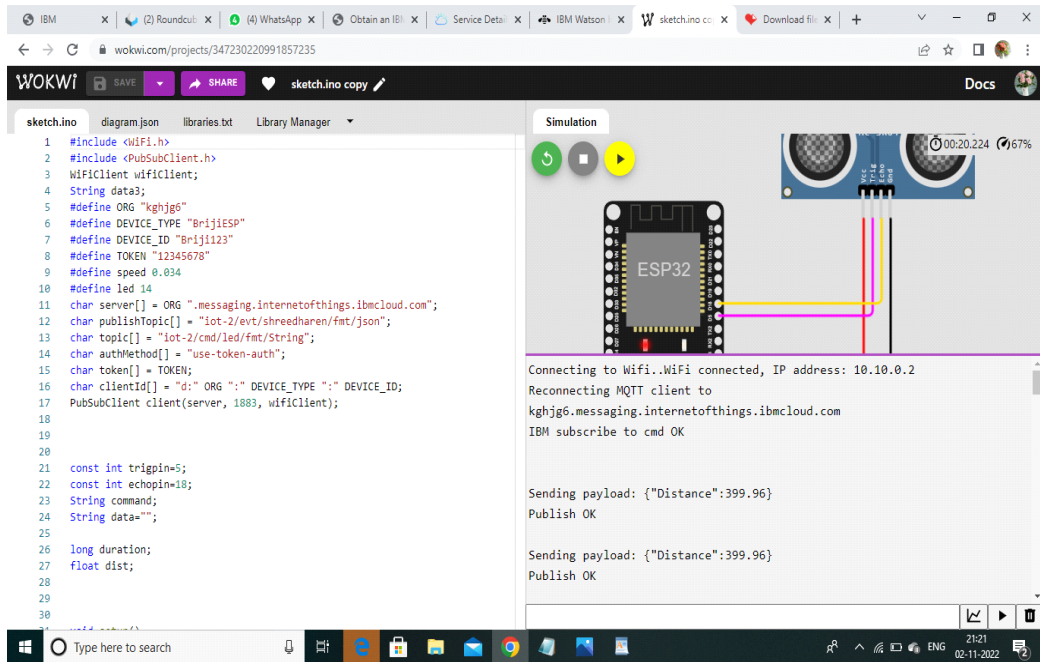 IBM
(2) Roundcub
(4) WhatsApp
Obtain an IBM
Service Detail
IBM Watson
sketch.ino co
Download file
wokwi.com/projects/347230220991857235
WOKWi
SAVE
SHARE
sketch.ino copy
Docs
sketch.ino
diagram.json
libraries.txt
Library Manager
Simulation
1 #include <WiFi.h>
2 #include <PubSubClient.h>
3 WiFiClient wifiClient;
4 String data3;
5 #define ORG "kghjg6"
6 #define DEVICE_TYPE "BrijiESP"
7 #define DEVICE_ID "Briji123"
8 #define TOKEN "12345678"
9 #define speed 0.034
10 #define led 14
11 char server[] = ORG ".messaging.internetofthings.ibmcloud.com";
12 char publishTopic[] = "iot-2/evt/shreedharen/fmt/json";
13 char topic[] = "iot-2/cmd/led/fmt/String";
14 char authMethod[] = "use-token-auth";
15 char token[] = TOKEN;
16 char clientId[] = "d:" ORG ":" DEVICE_TYPE ":" DEVICE_ID;
17 PubSubClient client(server, 1883, wifiClient);
18
19
20
21 const int trigpin=5;
22 const int echopin=18;
23 String command;
24 String data="";
25
26 long duration;
27 float dist;
28
29
30
00:20.224
67%
Vcc
Trig
Echo
Gnd
ESP32
Connecting to Wifi..WiFi connected, IP address: 10.10.0.2
Reconnecting MQTT client to
kghjg6.messaging.internetofthings.ibmcloud.com
IBM subscribe to cmd OK
Sending payload: {"Distance":399.96}
Publish OK
Sending payload: {"Distance":399.96}
Publish OK
Type here to search
ENG
21:21
02-11-2022
2